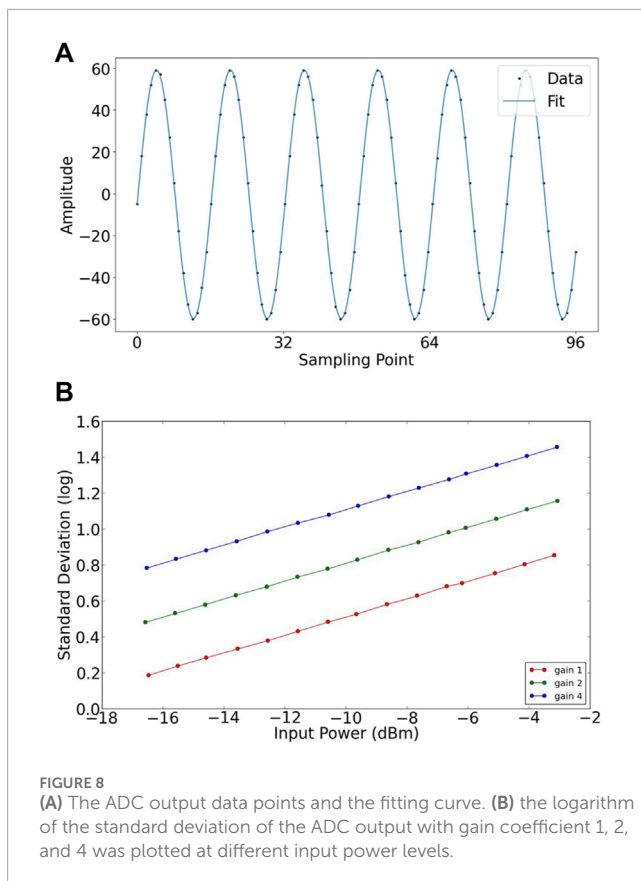 A
60
40
20
0
−20
−40
−60
Amplitude
Data
Fit
0 32 64 96
Sampling Point
B
1.6
1.4
1.2
1.0
0.8
0.6
0.4
0.2
0.0
Standard Deviation (log)
gain 1
gain 2
gain 4
−18 −16 −14 −12 −10 −8 −6 −4 −2
Input Power (dBm)
FIGURE 8
(A) The ADC output data points and the fitting curve. (B) the logarithm
of the standard deviation of the ADC output with gain coefficient 1, 2,
and 4 was plotted at different input power levels.